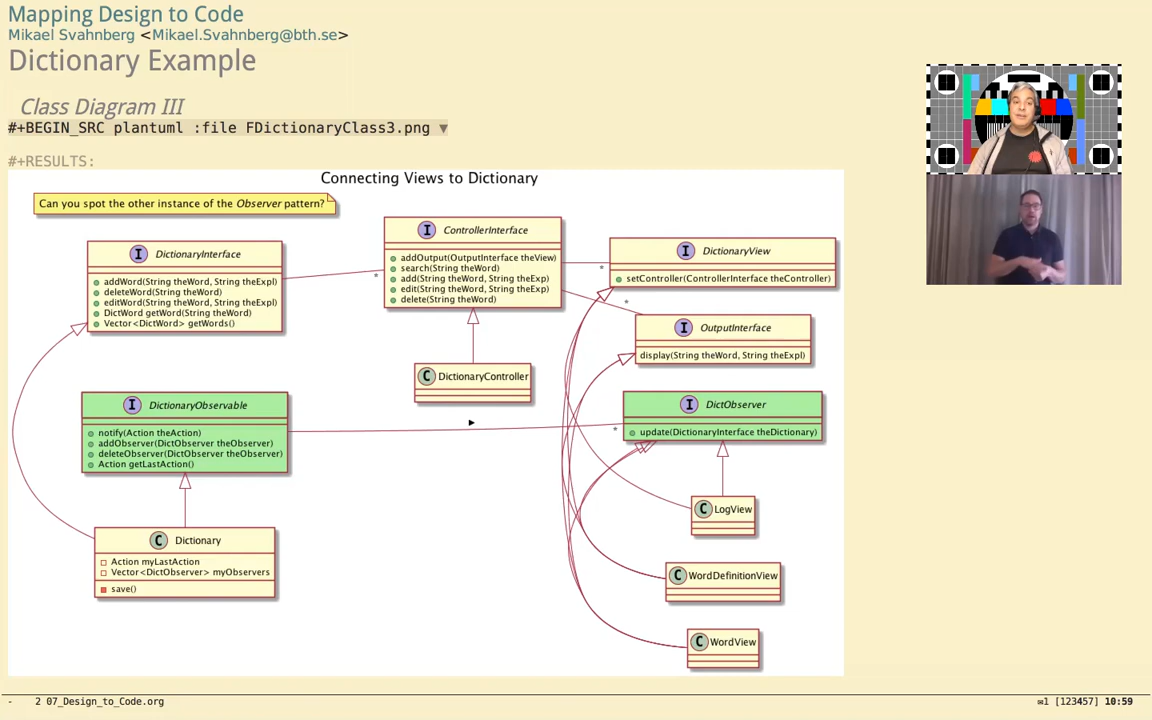 Mapping Design to Code
Mikael Svahnberg <Mikael.Svahnberg@bth.se>
Dictionary Example
Class Diagram III
#+BEGIN_SRC plantuml :file FDictionaryClass3.png ▼
#+RESULTS:
Connecting Views to Dictionary
Can you spot the other instance of the Observer pattern?
I DictionaryInterface
addWord(String theWord, String theExpl)
deleteWord(String theWord)
editWord(String theWord, String theExpl)
DictWord getWord(String theWord)
Vector<DictWord> getWords()
I ControllerInterface
addOutput(OutputInterface theView)
search(String theWord)
add(String theWord, String theExp)
edit(String theWord, String theExp)
delete(String theWord)
I DictionaryView
setController(ControllerInterface theController)
*
*
*
I OutputInterface
display(String theWord, String theExpl)
C DictionaryController
I DictionaryObservable
notify(Action theAction)
addObserver(DictObserver theObserver)
deleteObserver(DictObserver theObserver)
Action getLastAction()
I DictObserver
update(DictionaryInterface theDictionary)
*
C LogView
C Dictionary
Action myLastAction
Vector<DictObserver> myObservers
save()
C WordDefinitionView
C WordView
- 2 07_Design_to_Code.org
✉1 [123457] 10:59